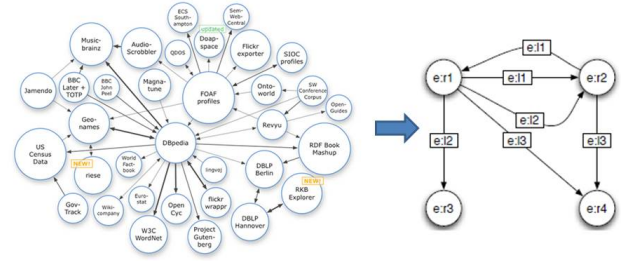 ECS
South-
ampton
Sem-
Web-
Central
updated!
Doap-
space
Music-
brainz
Audio-
Scrobbler
QDOS
Flickr
exporter
SIOC
profiles
BBC
Later +
TOTP
BBC
John
Peel
Jamendo
Magna-
tune
FOAF
profiles
Onto-
world
SW
Conference
Corpus
Open-
Guides
Geo-
names
Revyu
DBpedia
US
Census
Data
NEW!
riese
World
Fact-
book
lingvoj
DBLP
Berlin
RDF Book
Mashup
NEW!
RKB
Explorer
Gov-
Track
Wiki-
company
Euro-
stat
Open
Cyc
flickr
wrappr
W3C
WordNet
Project
Guten-
berg
DBLP
Hannover
e:l1
e:r1
e:l1
e:r2
e:l2
e:l2
e:l3
e:l3
e:r3
e:r4